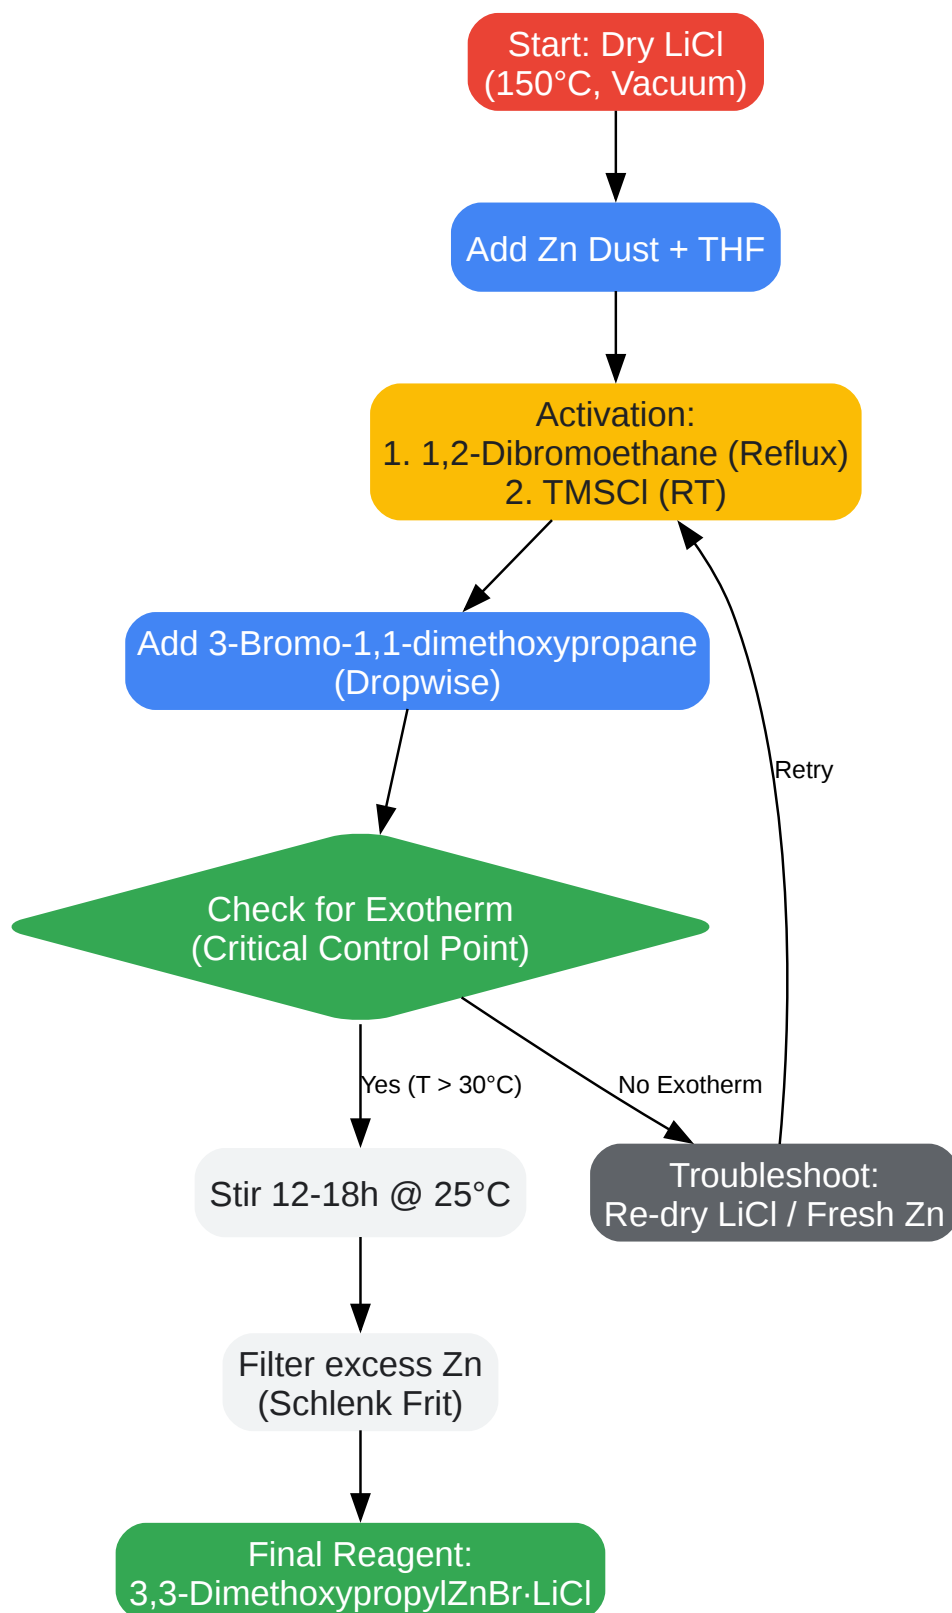 Start: Dry LiCl
(150°C, Vacuum)
Add Zn Dust + THF
Activation:
1. 1,2-Dibromoethane (Reflux)
2. TMSCl (RT)
Add 3-Bromo-1,1-dimethoxypropane
(Dropwise)
Retry
Check for Exotherm
(Critical Control Point)
Yes (T > 30°C)
No Exotherm
Stir 12-18h @ 25°C
Troubleshoot:
Re-dry LiCl / Fresh Zn
Filter excess Zn
(Schlenk Frit)
Final Reagent:
3,3-DimethoxypropylZnBr·LiCl